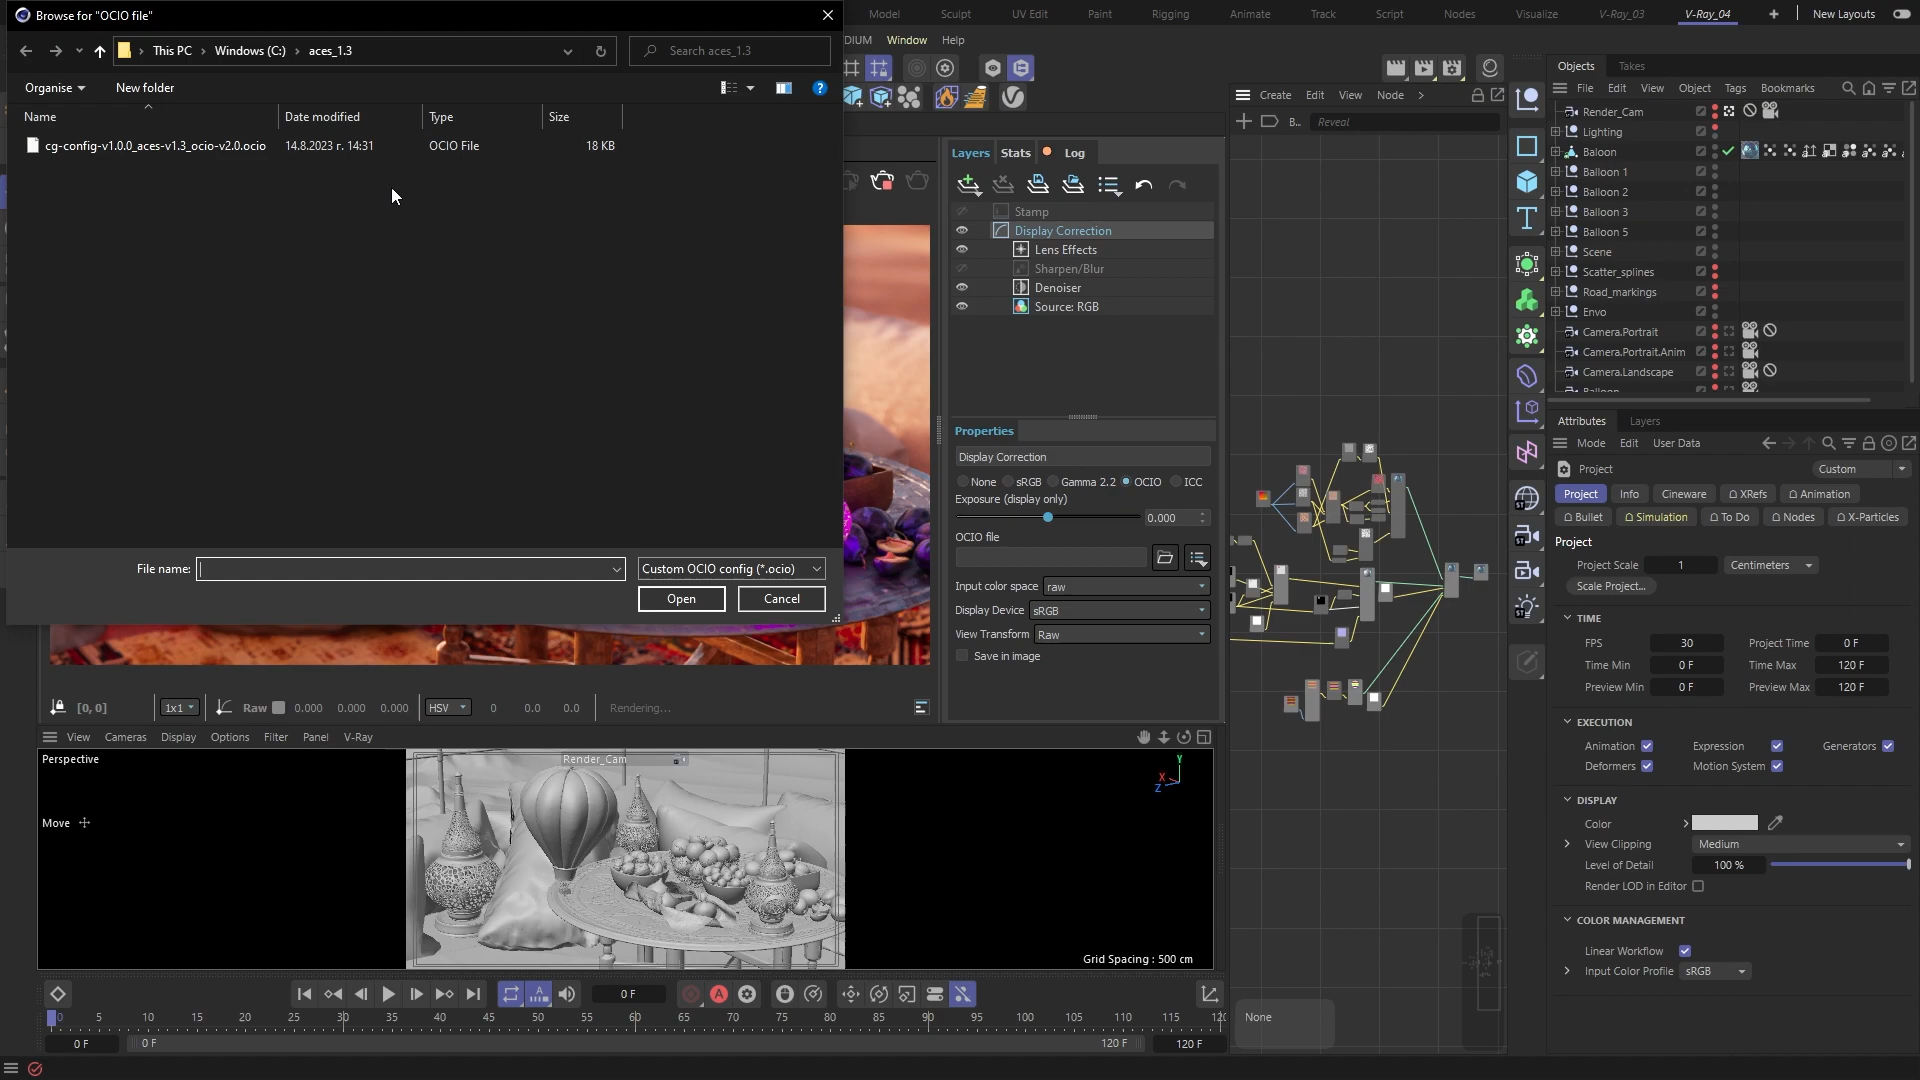 Browse for "OCIO file"
This PC > Windows (C:) > aces_1.3
Search aces_1.3
Organise
New folder
Name
Date modified
Type
Size
cg-config-v1.0.0_aces-v1.3_ocio-v2.0.ocio
14.8.2023 г. 14:31
OCIO File
18 KB
File name:
Custom OCIO config (*.ocio)
Open
Cancel
Model
Sculpt
UV Edit
Paint
Rigging
Animate
Track
Script
Nodes
Visualize
V-Ray_03
V-Ray_04
New Layouts
DIUM
Window
Help
Layers
Stats
Log
Stamp
Display Correction
Lens Effects
Sharpen/Blur
Denoiser
Source: RGB
Properties
Display Correction
None sRGB Gamma 2.2 OCIO ICC
Exposure (display only)
0.000
OCIO file
Input color space raw
Display Device sRGB
View Transform Raw
Save in image
[0, 0]
1x1
Raw 0.000 0.000 0.000
HSV 0 0.0 0.0
Rendering...
Create
Edit
View
Node
B...
Reveal
None
View
Cameras
Display
Options
Filter
Panel
V-Ray
Perspective
Render_Cam
Move
Y
X
Z
Grid Spacing : 500 cm
A
0 F
0 5 10 15 20 25 30 35 40 45 50 55 60 65 70 75 80 85 90 95 100 105 110 115 120
0 F
0 F
120 F
120 F
Objects
Takes
File
Edit
View
Object
Tags
Bookmarks
Render_Cam
Lighting
Baloon
Balloon 1
Balloon 2
Balloon 3
Balloon 5
Scene
Scatter_splines
Road_markings
Envo
Camera.Portrait
Camera.Portrait.Anim
Camera.Landscape
Attributes
Layers
Mode
Edit
User Data
Project
Custom
Project
Info
Cineware
XRefs
Animation
Bullet
Simulation
To Do
Nodes
X-Particles
Project
Project Scale 1 Centimeters
Scale Project...
TIME
FPS 30 Project Time 0 F
Time Min 0 F Time Max 120 F
Preview Min 0 F Preview Max 120 F
EXECUTION
Animation Expression Generators
Deformers Motion System
DISPLAY
Color
View Clipping Medium
Level of Detail 100 %
Render LOD in Editor
COLOR MANAGEMENT
Linear Workflow
Input Color Profile sRGB
ST
ST
ST
ST